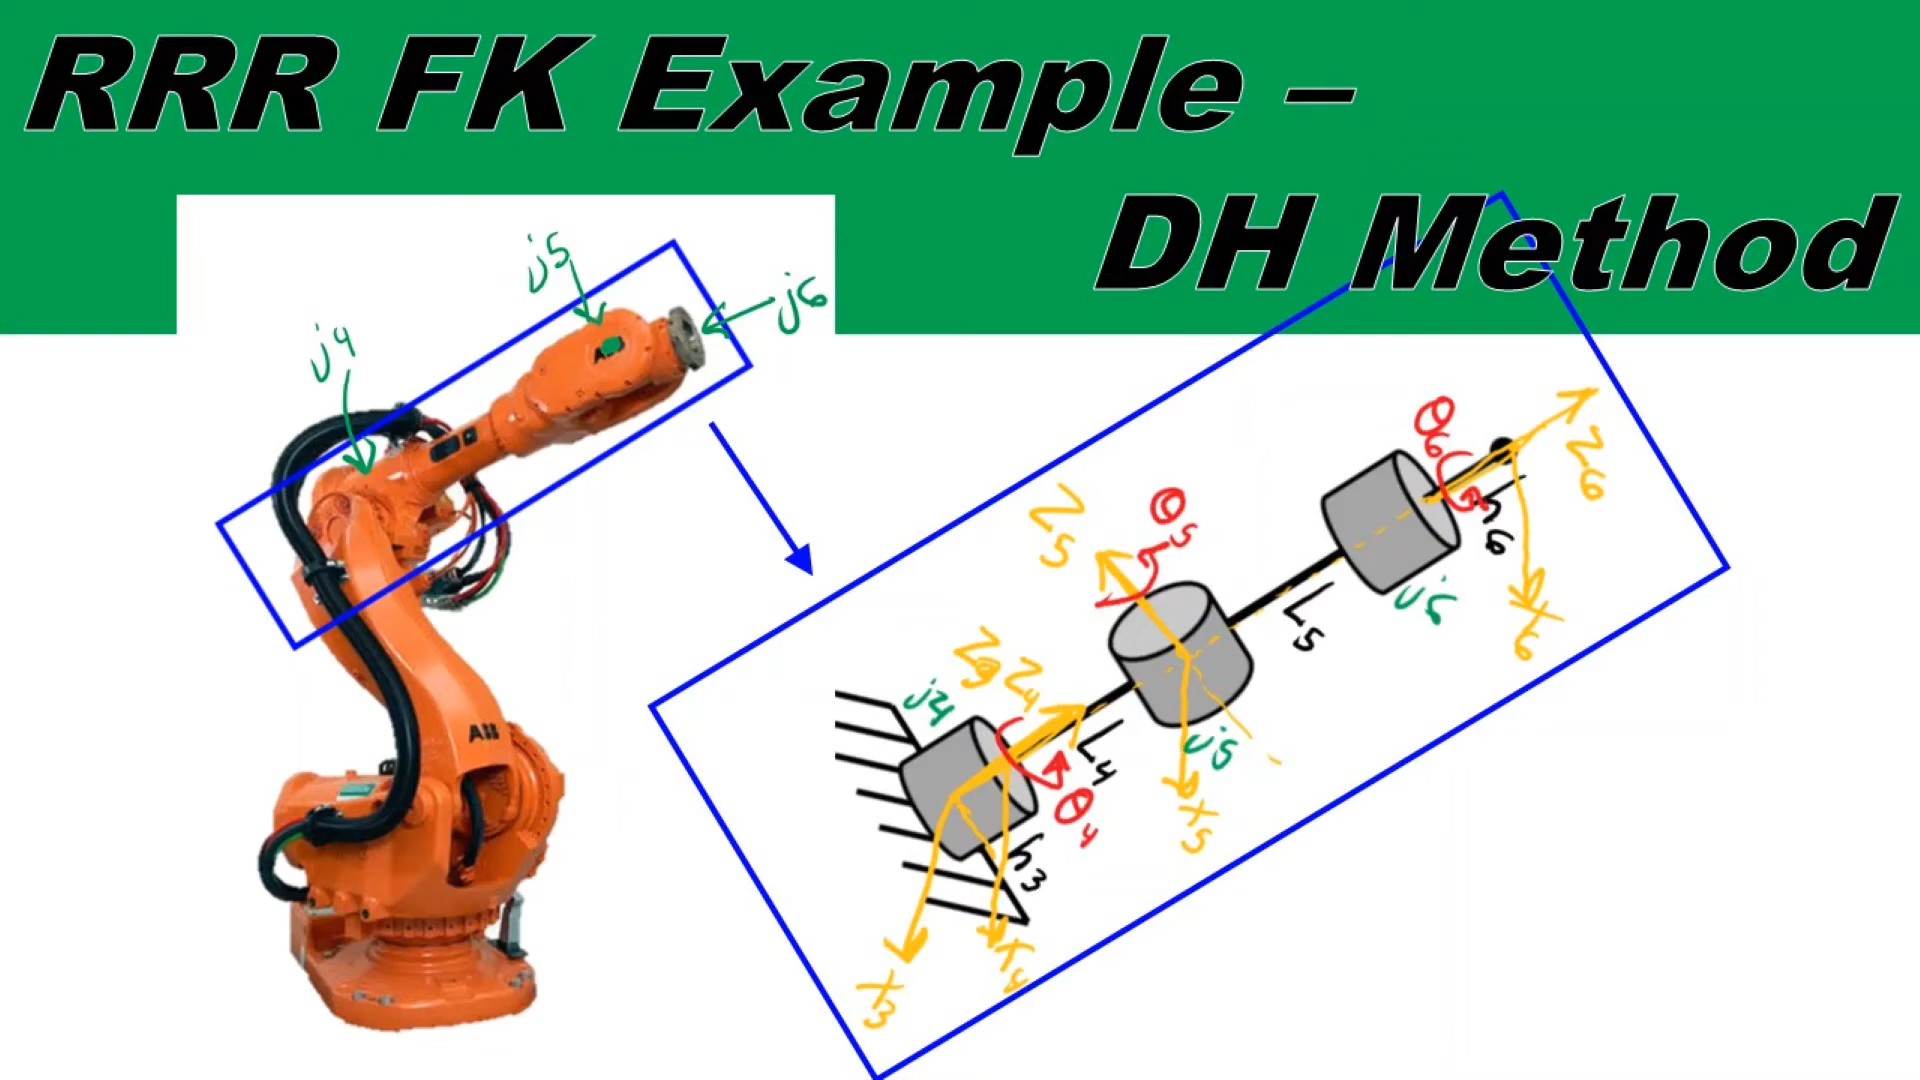 RRR FK Example –
DH Method
j4
j5
j6
ABB
j4
Z3
Z4
θ4
L4
h3
X3
X4
Z5
θ5
j5
X5
L5
θ6
h6
j6
Z6
X6